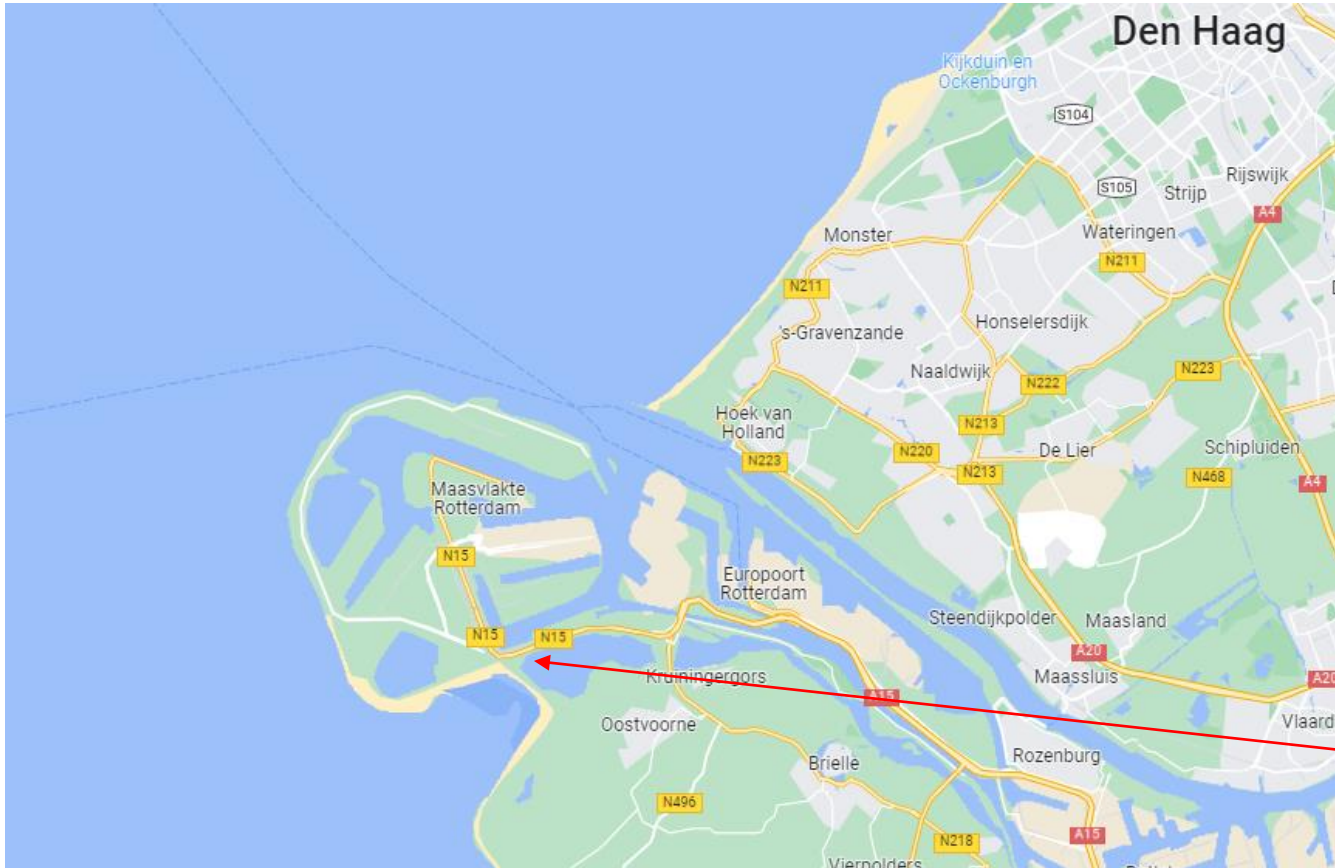 Den Haag
Kijkduin en
Ockenburgh
S104
Rijswijk
S105
Strijp
A4
Monster
Wateringen
N211
N211
's-Gravenzande
Honselersdijk
Naaldwijk
N222
N223
Hoek van
Holland
N213
De Lier
Schipluiden
N220
N223
N213
N468
A4
Maasvlakte
Rotterdam
N15
Europoort
Rotterdam
Steendijkpolder
Maasland
N15
N15
A20
Kruiningergors
Maassluis
A20
A15
Oostvoorne
Vlaard
Rozenburg
Brielle
N496
A15
N218
Vierpolders